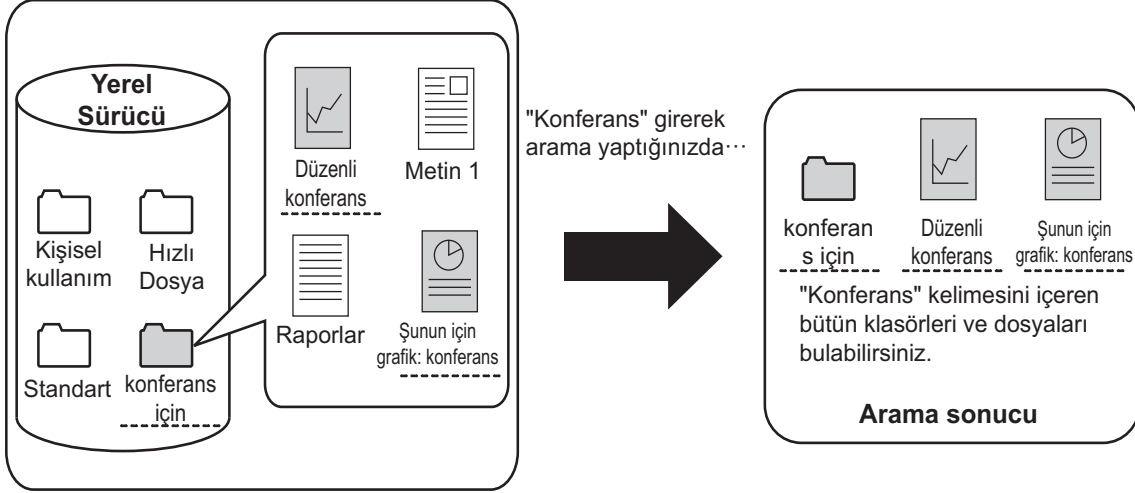 Yerel
Sürücü
Kişisel
kullanım
Hızlı
Dosya
Standart
konferans
için
Düzenli
konferans
Metin 1
Raporlar
Şunun için
grafik: konferans
"Konferans" girerek
arama yaptığınızda…
konferan
s için
Düzenli
konferans
Şunun için
grafik: konferans
"Konferans" kelimesini içeren
bütün klasörleri ve dosyaları
bulabilirsiniz.
Arama sonucu